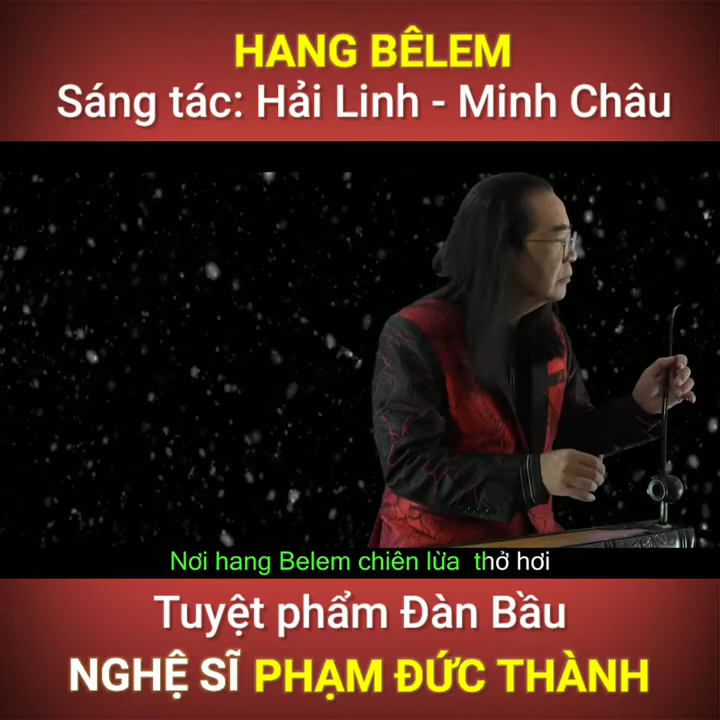 HANG BÊLEM
Sáng tác: Hải Linh - Minh Châu
Nơi hang Belem chiên lừa thở hơi
Tuyệt phẩm Đàn Bầu
NGHỆ SĨ PHẠM ĐỨC THÀNH